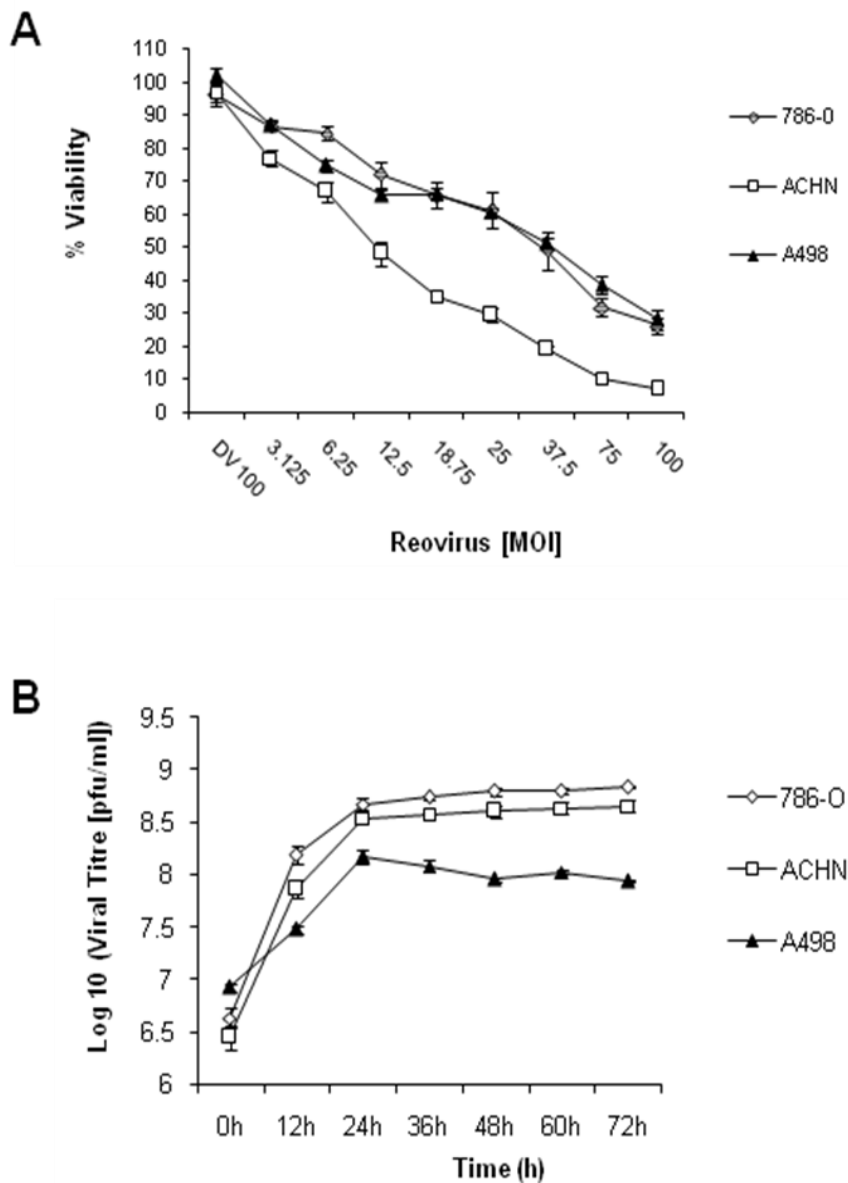 A
110
100
90
80
70
60
50
40
30
20
10
0
% Viability
DV 100
3.125
6.25
12.5
18.75
25
37.5
75
100
Reovirus [MOI]
786-0
ACHN
A498
B
9.5
9
8.5
8
7.5
7
6.5
6
Log 10 (Viral Titre [pfu/ml])
0h 12h 24h 36h 48h 60h 72h
Time (h)
786-O
ACHN
A498